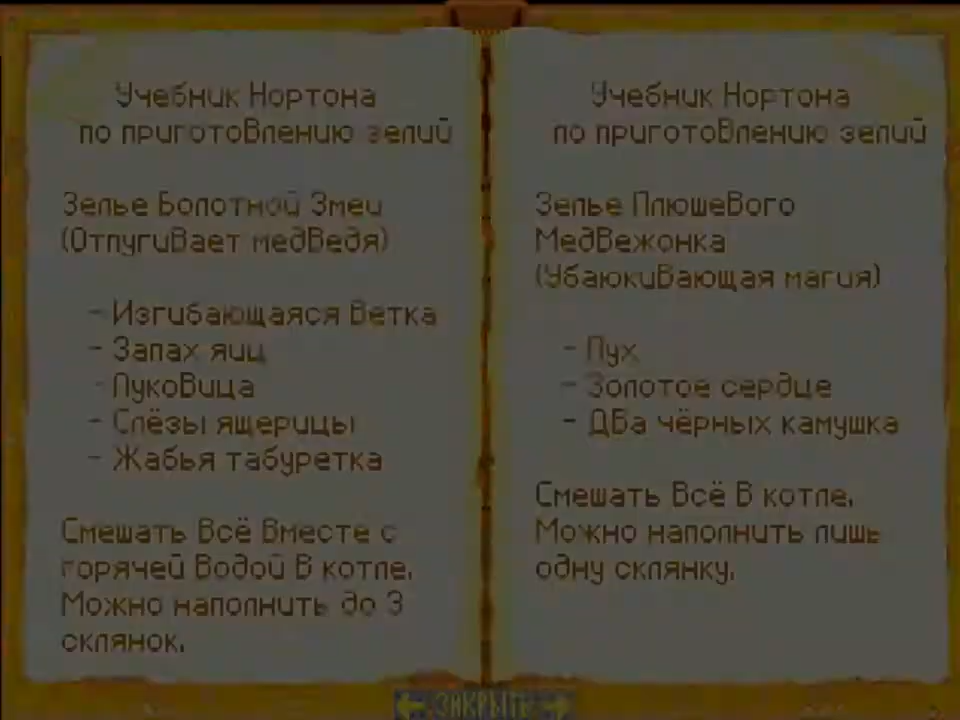 Учебник Нортона
по приготовлению зелий
Зелье Болотной Змеи
(Отпугивает медведя)
- Изгибающаяся Ветка
- Запах яиц
- Луковица
- Слёзы ящерицы
- Жабья табуретка
Смешать Всё Вместе с
горячей Водой В котле.
Можно наполнить до 3
склянок.
Учебник Нортона
по приготовлению зелий
Зелье Плюшевого
Медвежонка
(Убаюкивающая магия)
- Пух
- Золотое сердце
- Два чёрных камушка
Смешать Всё В котле.
Можно наполнить лишь
одну склянку.
ЗАКРЫТЬ